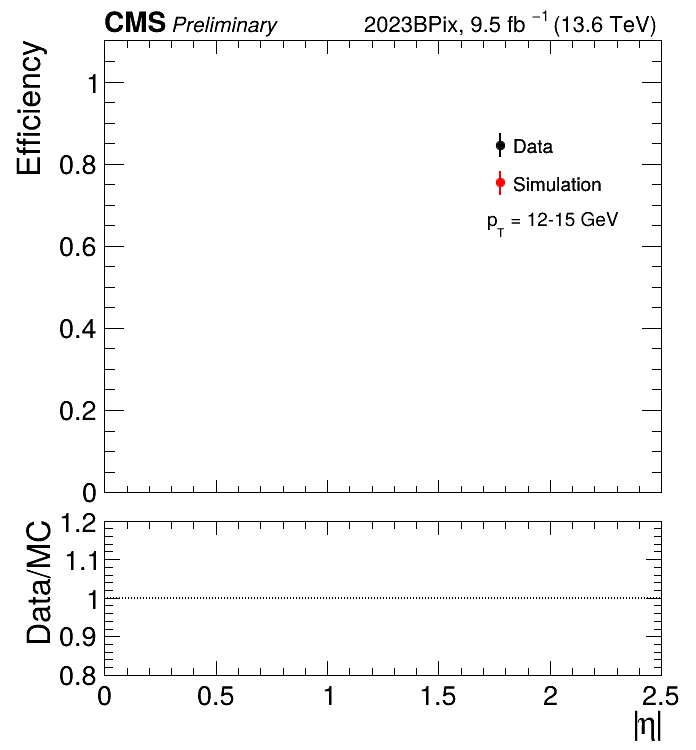 CMS Preliminary 2023BPix, 9.5 fb⁻¹ (13.6 TeV)
Efficiency
1
0.8
0.6
0.4
0.2
0
Data
Simulation
p_T = 12-15 GeV
Data/MC
1.2
1.1
1
0.9
0.8
0 0.5 1 1.5 2 2.5
|η|